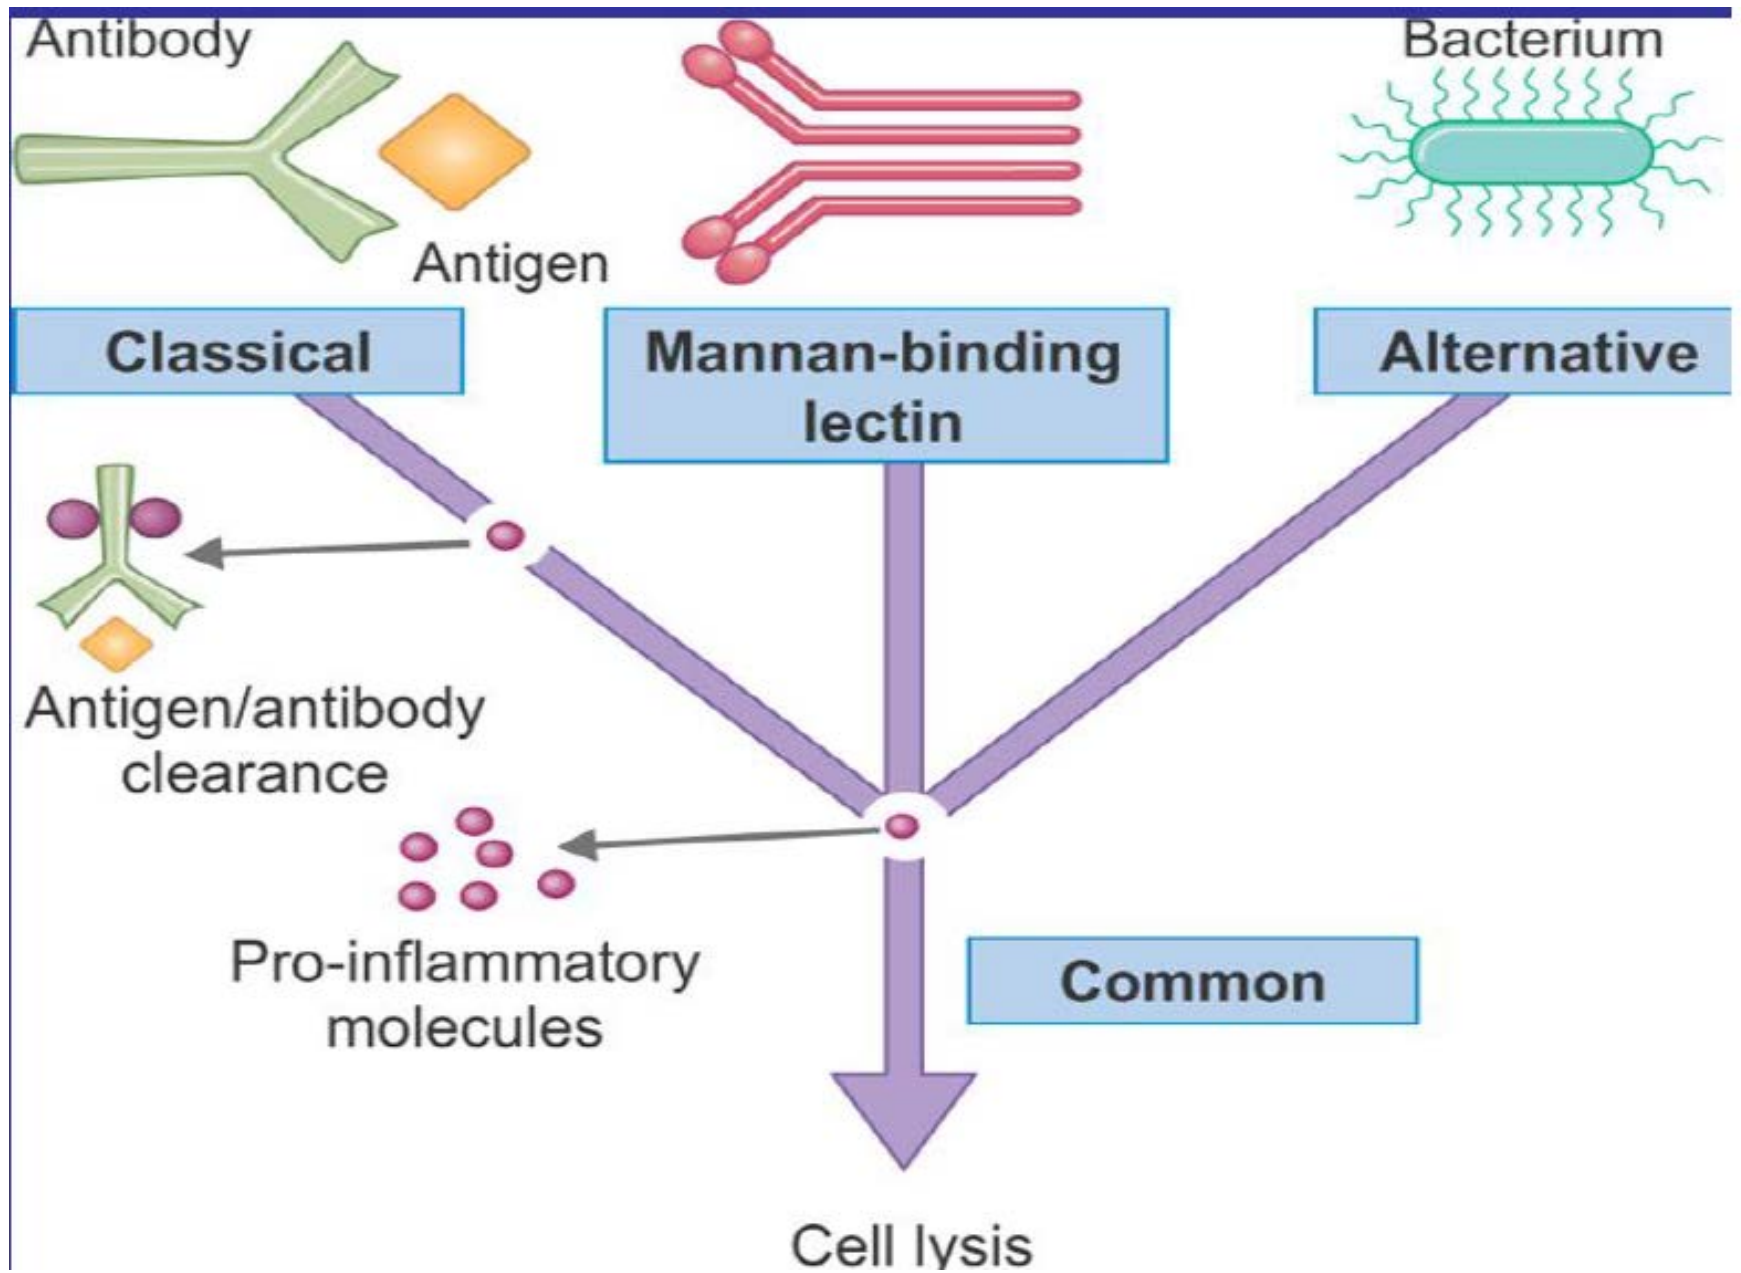 Antibody
Bacterium
Antigen
Classical
Mannan-binding
lectin
Alternative
Antigen/antibody
clearance
Pro-inflammatory
molecules
Common
Cell lysis